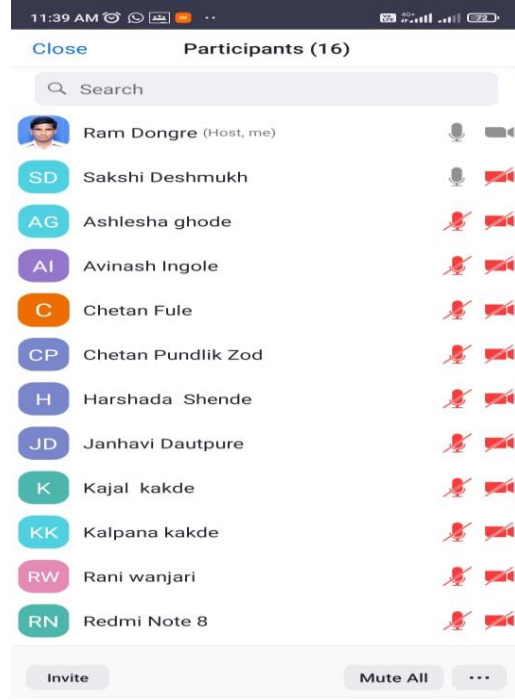 11:39 AM 72
Close Participants (16)
Search
Ram Dongre (Host, me)
SD Sakshi Deshmukh
AG Ashlesha ghode
AI Avinash Ingole
C Chetan Fule
CP Chetan Pundlik Zod
H Harshada Shende
JD Janhavi Dautpure
K Kajal kakde
KK Kalpana kakde
RW Rani wanjari
RN Redmi Note 8
Invite Mute All ...